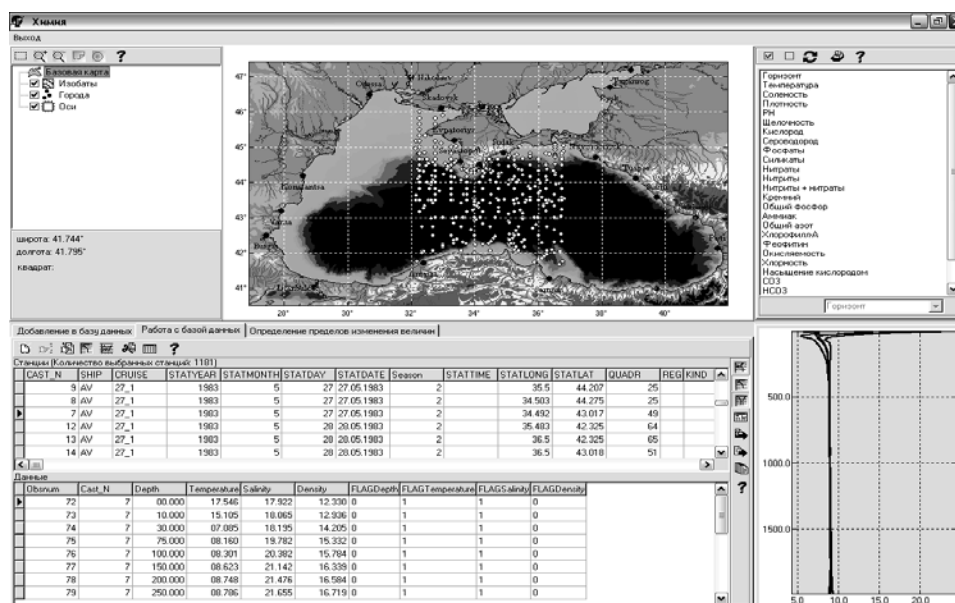 Химия
Выход
Базовая карта
Изобаты
Города
Оси
широта: 41.744°
долгота: 41.795°
квадрат:
47°
46°
45°
44°
43°
42°
41°
28° 30° 32° 34° 36° 38° 40°
Odessa
Nikolaev
Skadovsk
Taganrog
Evpatoriya
Sudak
Konstantsa
Varna
Горизонт
Температура
Соленость
Плотность
PH
Щелочность
Кислород
Сероводород
Фосфаты
Силикаты
Нитраты
Нитриты
Нитриты + нитраты
Кремний
Общий фосфор
Аммиак
Общий азот
ХлорофиллА
Феофитин
Окисляемость
Хлорность
Насыщение кислородом
CO3
HCO3
Горизонт
Добавление в базу данных Работа с базой данных Определение пределов изменения величин
Станции (Количество выбранных станций: 1181)
CAST_N SHIP CRUISE STATYEAR STATMONTH STATDAY STATDATE Season STATTIME STATLONG STATLAT QUADR REG KIND
9 AV 27_1 1983 5 27 27.05.1983 2 35.5 44.207 25
8 AV 27_1 1983 5 27 27.05.1983 2 34.503 44.275 25
7 AV 27_1 1983 5 27 27.05.1983 2 34.492 43.017 49
12 AV 27_1 1983 5 28 28.05.1983 2 35.483 42.325 64
13 AV 27_1 1983 5 28 28.05.1983 2 36.5 42.325 65
14 AV 27_1 1983 5 28 28.05.1983 2 36.5 43.018 51
Данные
Obsnum Cast_N Depth Temperature Salinity Density FLAGDepth FLAGTemperature FLAGSalinity FLAGDensity
72 7 00.000 17.546 17.922 12.330 0 1 1 0
73 7 10.000 15.105 18.065 12.936 0 1 1 0
74 7 30.000 07.085 18.195 14.205 0 1 1 0
75 7 75.000 08.160 19.782 15.332 0 1 1 0
76 7 100.000 08.301 20.382 15.784 0 1 1 0
77 7 150.000 08.623 21.142 16.339 0 1 1 0
78 7 200.000 08.748 21.476 16.584 0 1 1 0
79 7 250.000 08.786 21.655 16.719 0 1 1 0
500.0
1000.0
1500.0
5.0 10.0 15.0 20.0